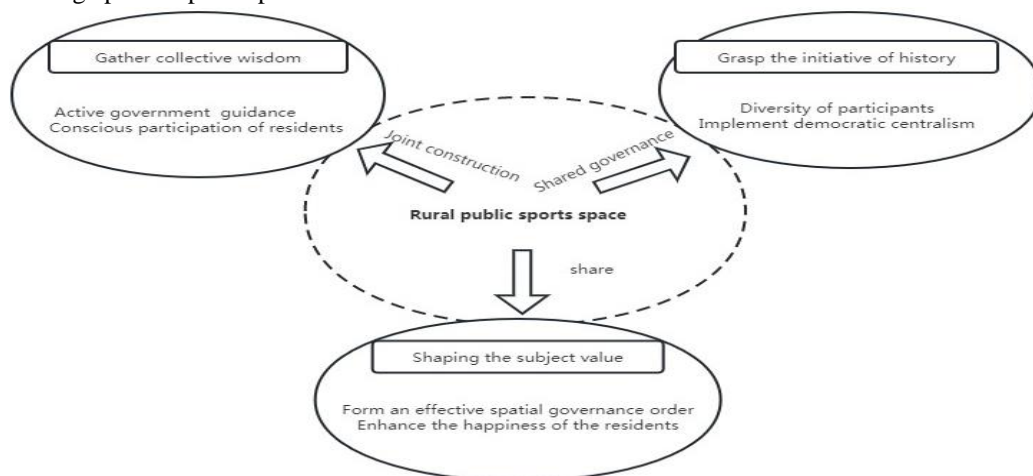 Gather collective wisdom
Active government guidance
Conscious participation of residents
Grasp the initiative of history
Diversity of participants
Implement democratic centralism
Joint construction
Shared governance
Rural public sports space
share
Shaping the subject value
Form an effective spatial governance order
Enhance the happiness of the residents